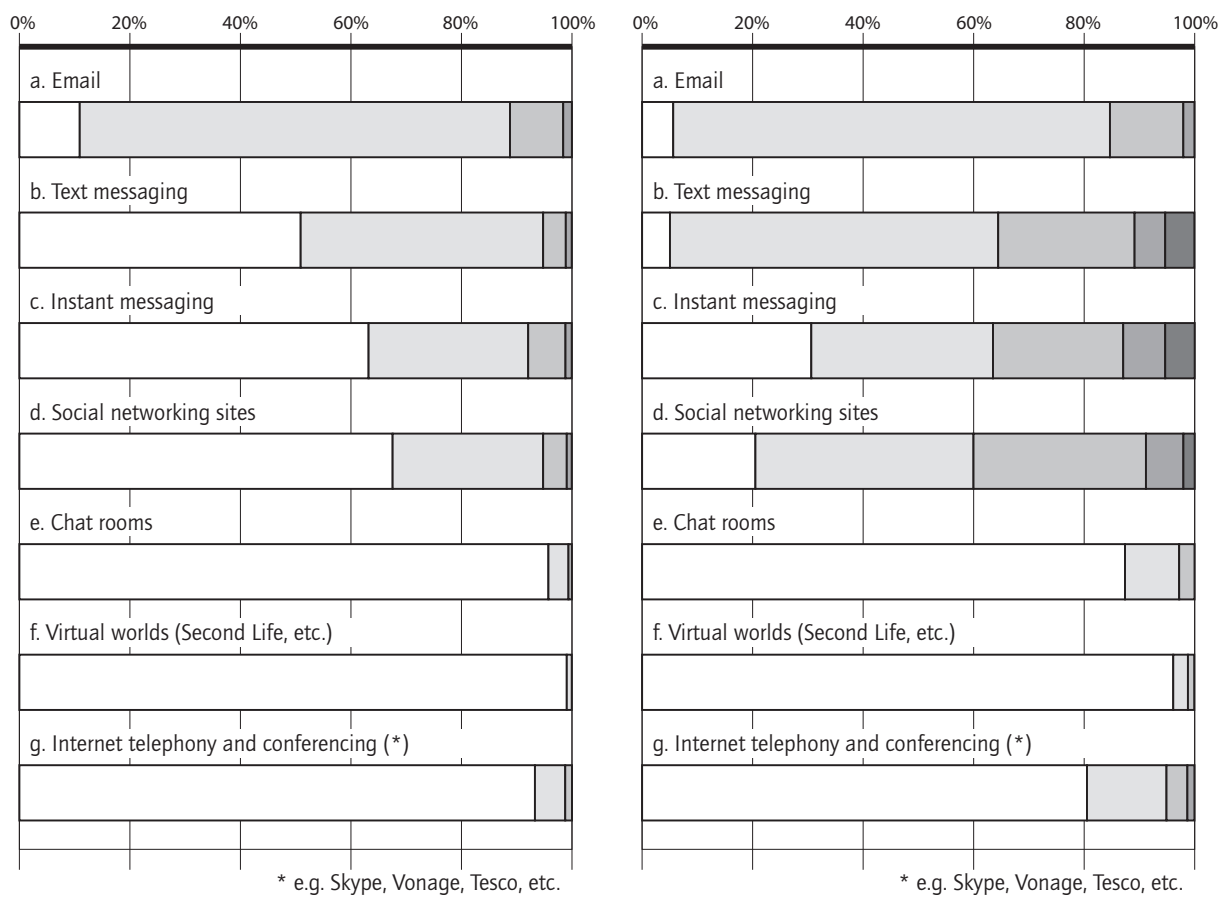 0% 20% 40% 60% 80% 100%
a. Email
b. Text messaging
c. Instant messaging
d. Social networking sites
e. Chat rooms
f. Virtual worlds (Second Life, etc.)
g. Internet telephony and conferencing (*)
* e.g. Skype, Vonage, Tesco, etc.
0% 20% 40% 60% 80% 100%
a. Email
b. Text messaging
c. Instant messaging
d. Social networking sites
e. Chat rooms
f. Virtual worlds (Second Life, etc.)
g. Internet telephony and conferencing (*)
* e.g. Skype, Vonage, Tesco, etc.